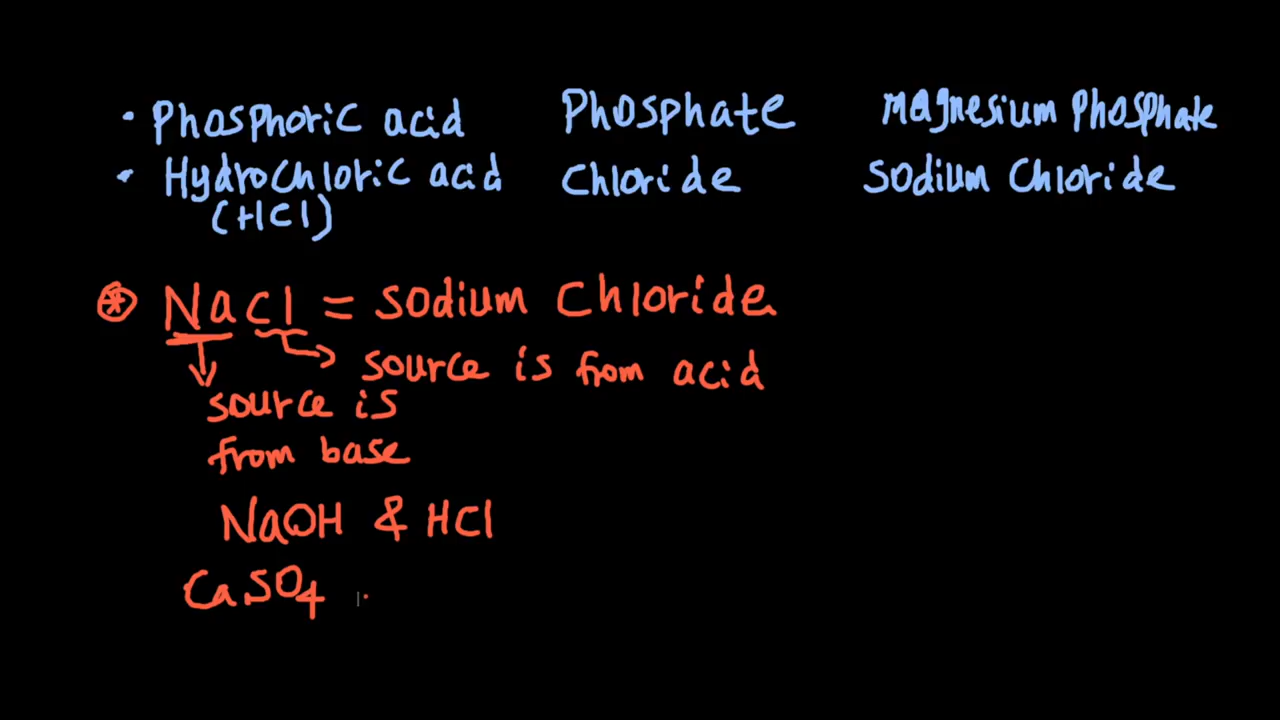 • Phosphoric acid Phosphate Magnesium Phosphate
• Hydrochloric acid Chloride Sodium Chloride
(HCl)
⊛ NaCl = Sodium Chloride
source is from acid
source is
from base
NaOH & HCl
CaSO4